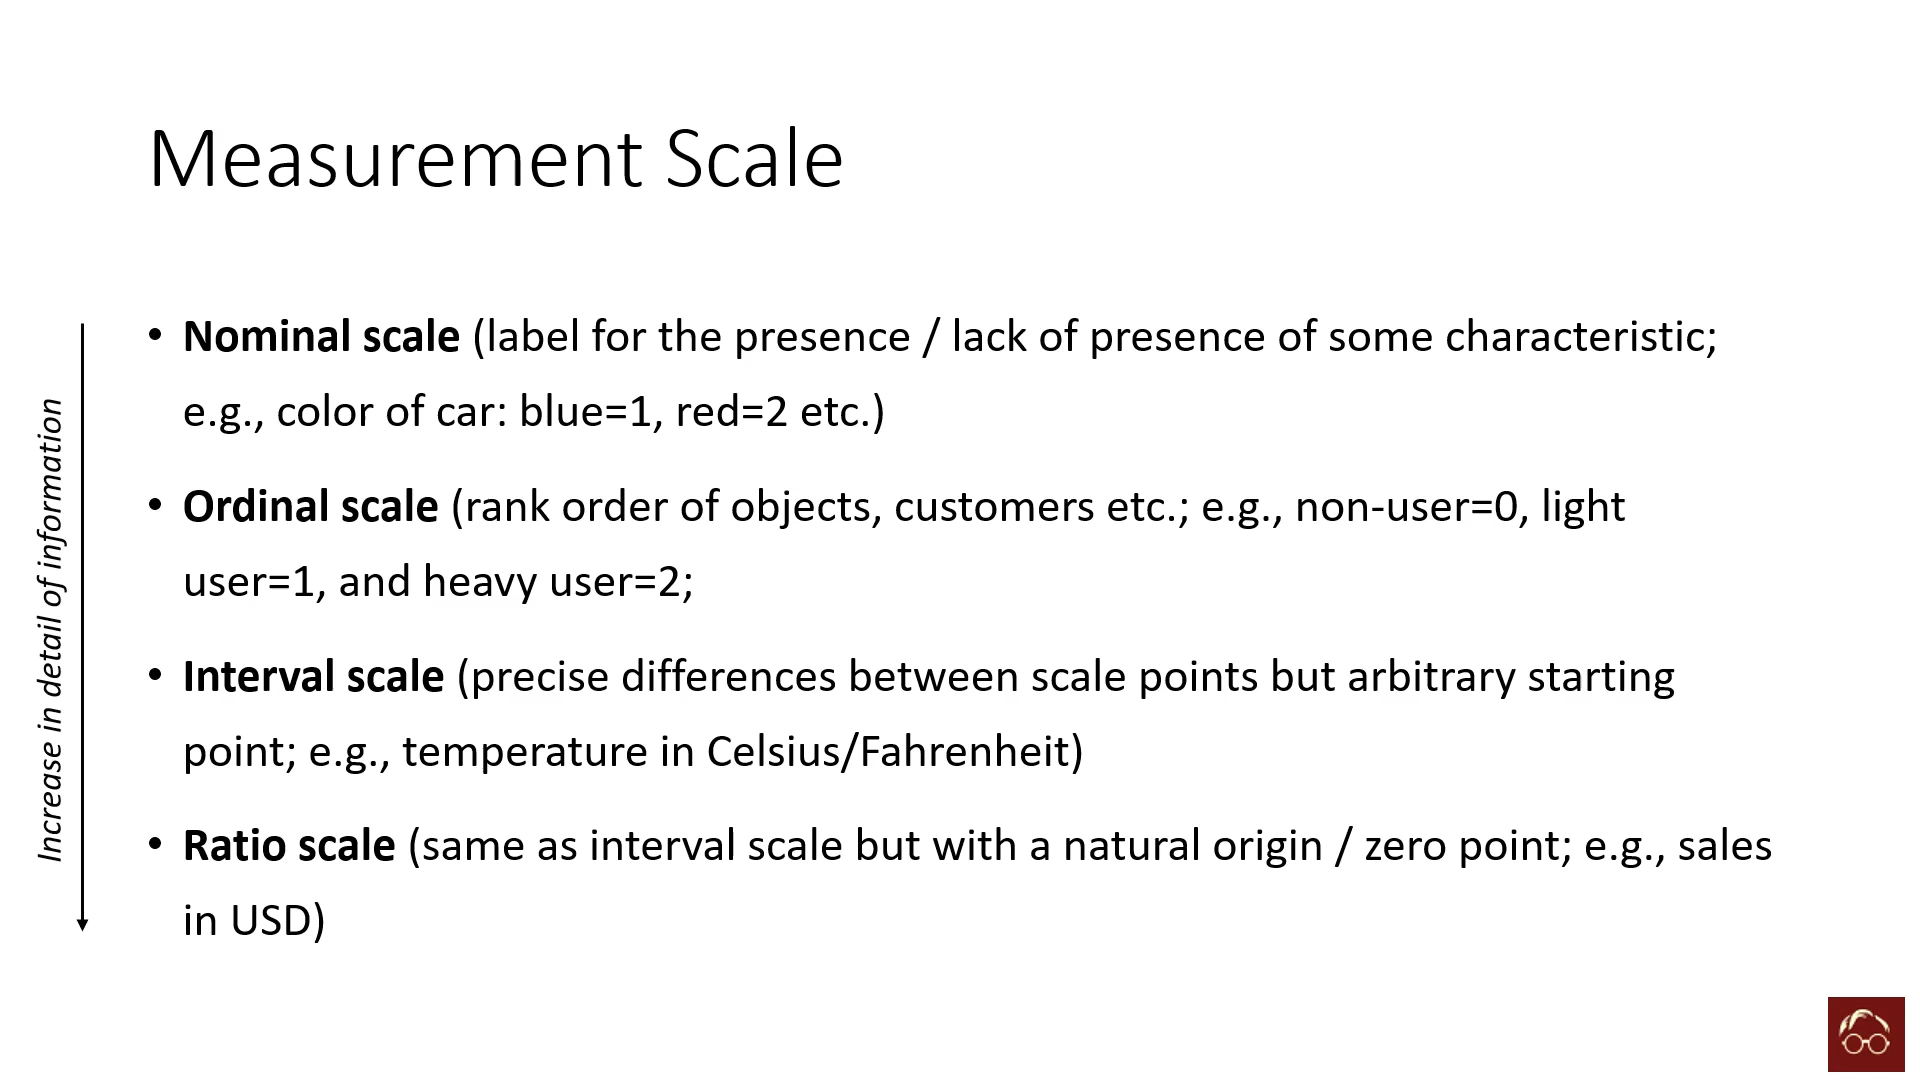 Measurement Scale
Increase in detail of information
• Nominal scale (label for the presence / lack of presence of some characteristic;
e.g., color of car: blue=1, red=2 etc.)
• Ordinal scale (rank order of objects, customers etc.; e.g., non-user=0, light
user=1, and heavy user=2;
• Interval scale (precise differences between scale points but arbitrary starting
point; e.g., temperature in Celsius/Fahrenheit)
• Ratio scale (same as interval scale but with a natural origin / zero point; e.g., sales
in USD)